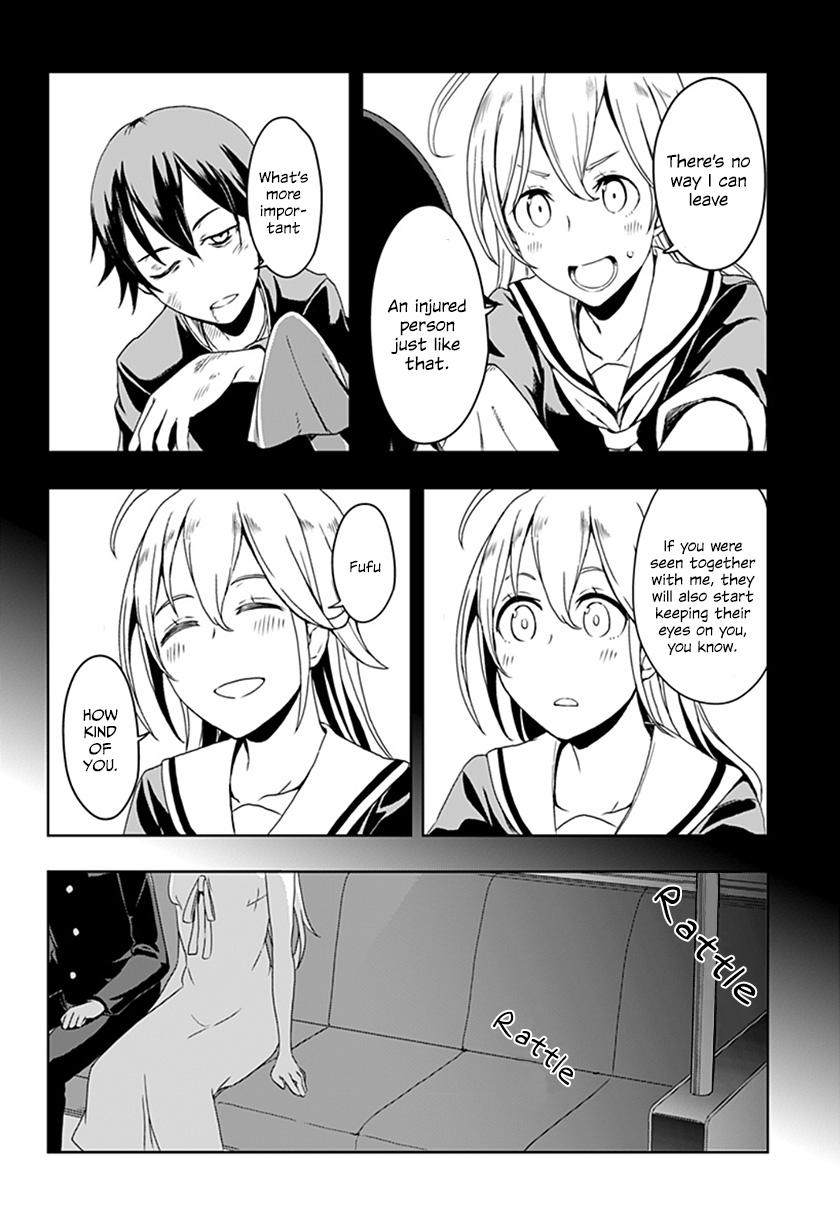 There's no
way I can
leave
An injured
person
just like
that.
What's
more
impor-
tant
If you were
seen together
with me, they
will also start
keeping their
eyes on you,
you know.
Fufu
HOW
KIND
OF
YOU.
Rattle
Rattle